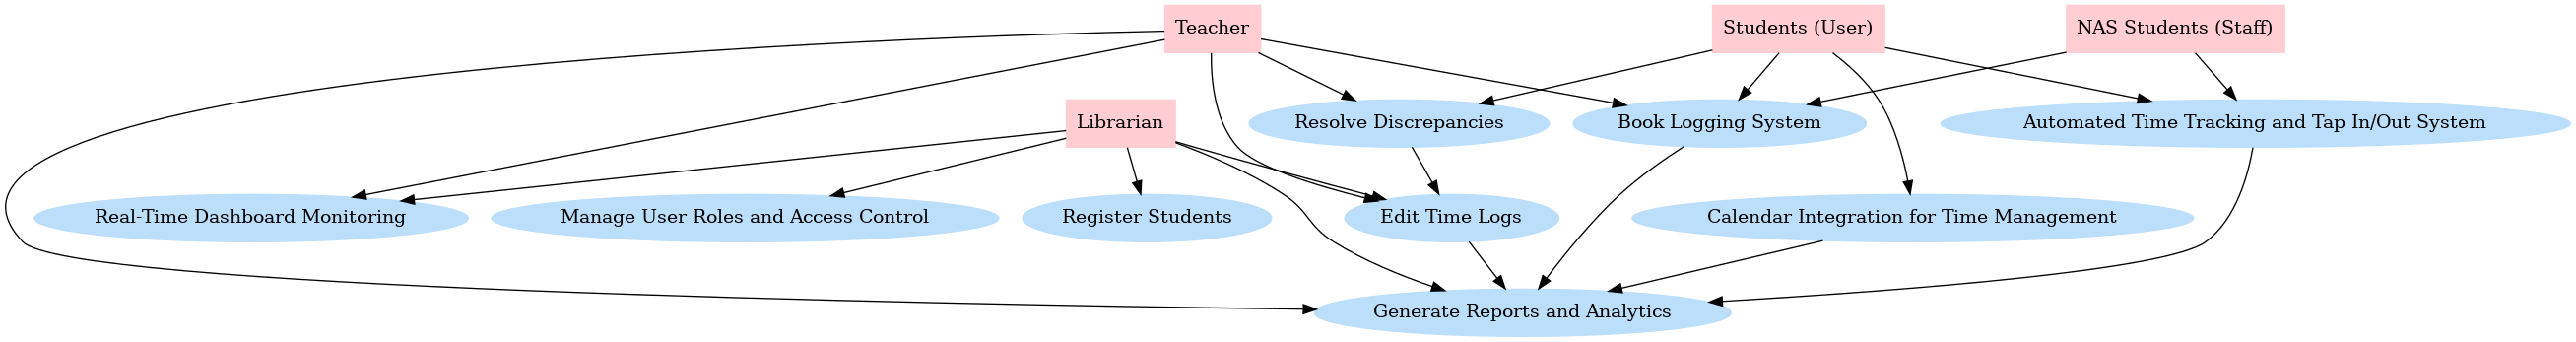 Teacher
Students (User)
NAS Students (Staff)
Librarian
Resolve Discrepancies
Book Logging System
Automated Time Tracking and Tap In/Out System
Real-Time Dashboard Monitoring
Manage User Roles and Access Control
Register Students
Edit Time Logs
Calendar Integration for Time Management
Generate Reports and Analytics